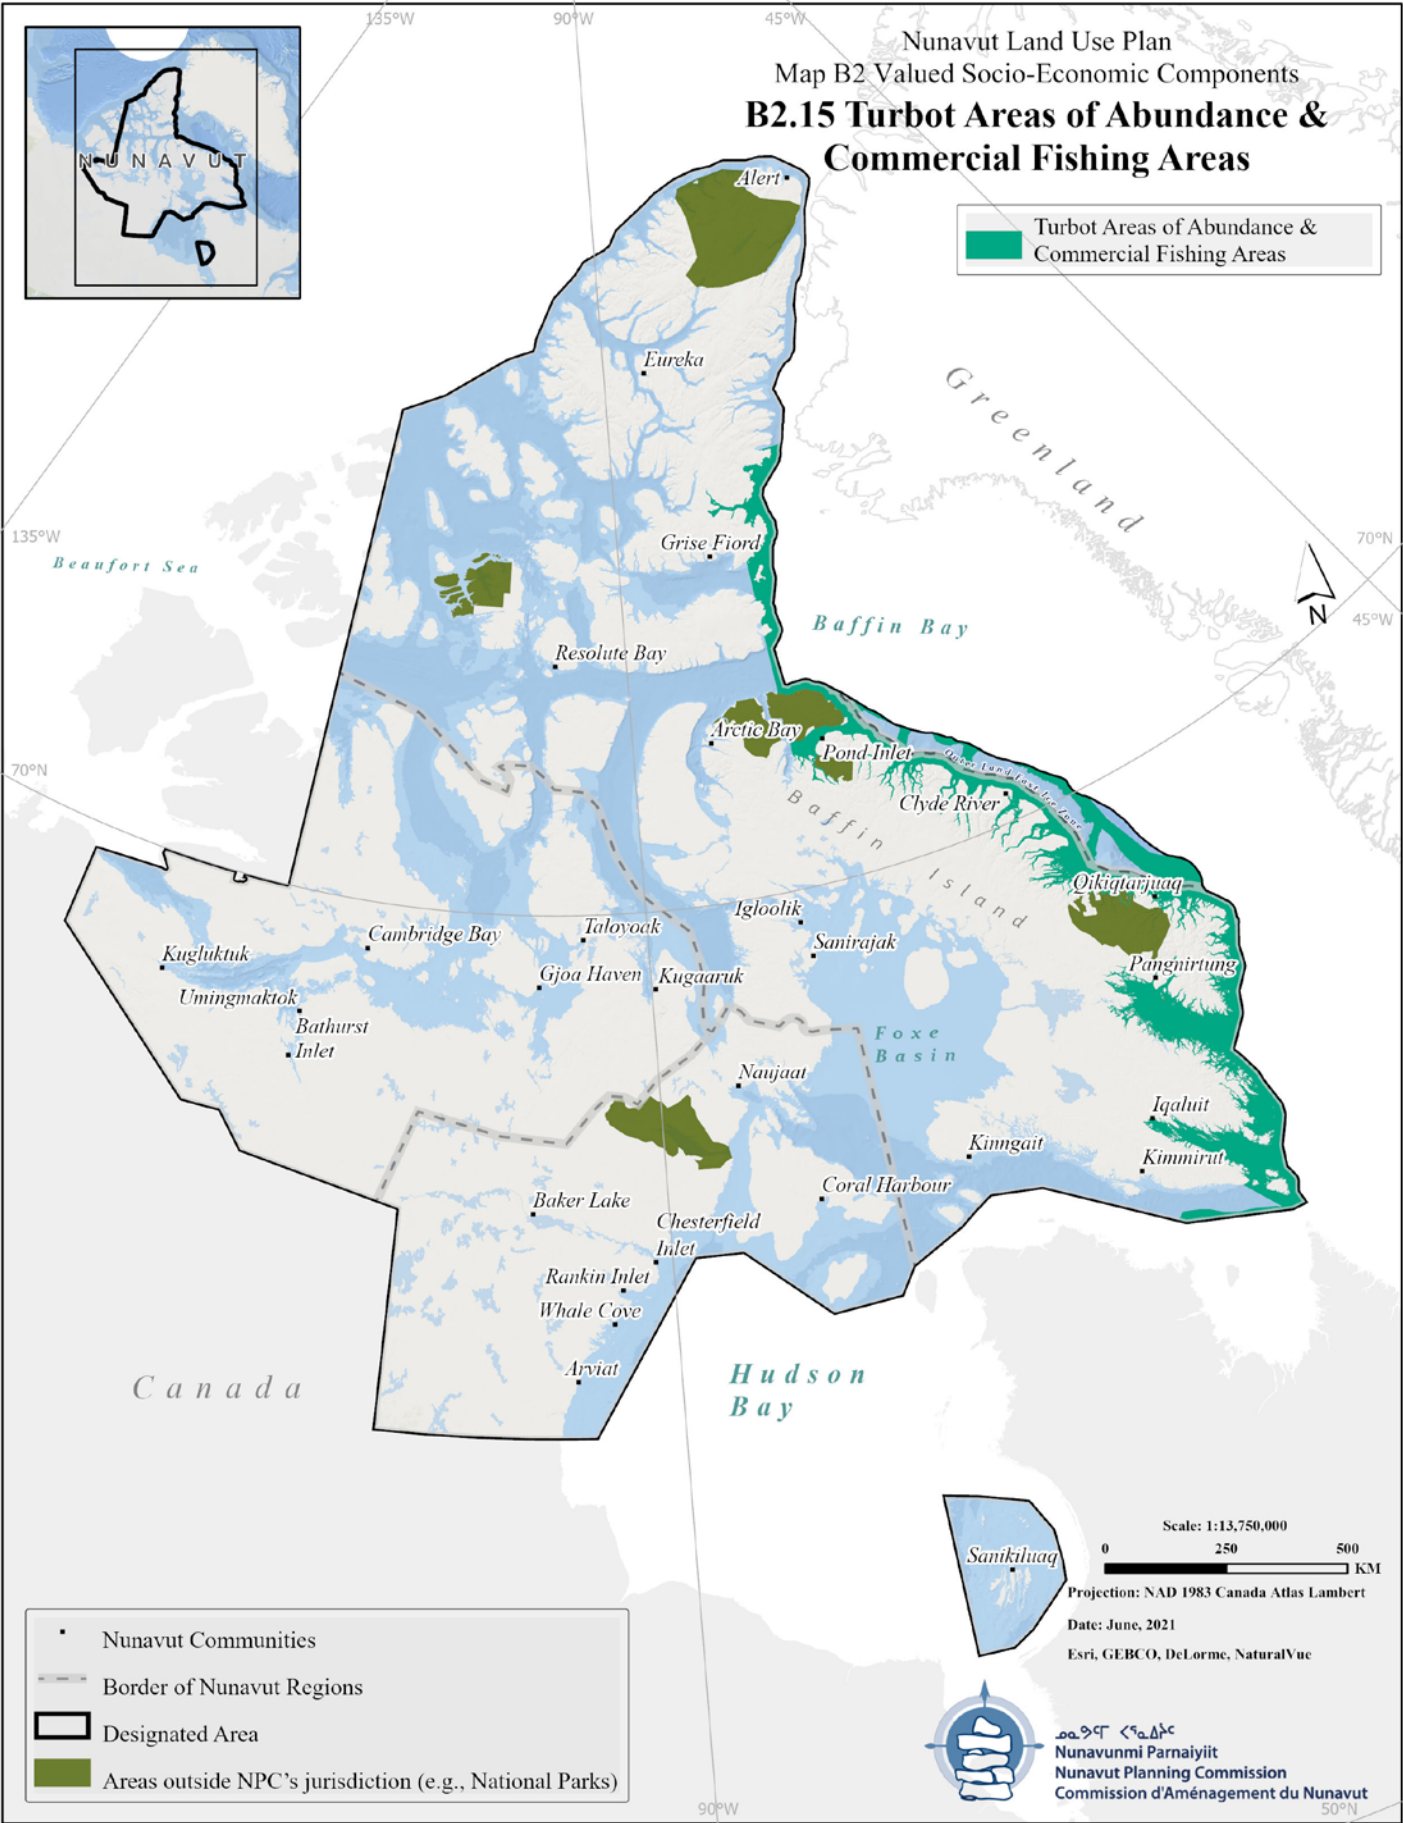 135°W
90°W
45°W
Nunavut Land Use Plan
Map B2 Valued Socio-Economic Components
B2.15 Turbot Areas of Abundance &
Commercial Fishing Areas
NUNAVUT
Turbot Areas of Abundance &
Commercial Fishing Areas
Alert
Eureka
Greenland
135°W
Beaufort Sea
Grise Fiord
70°N
45°W
N
Baffin Bay
Resolute Bay
Arctic Bay
Pond Inlet
Outer Land Fast Ice Zone
70°N
Clyde River
Baffin Island
Qikiqtarjuaq
Igloolik
Taloyoak
Cambridge Bay
Sanirajak
Kugluktuk
Gjoa Haven
Kugaaruk
Pangnirtung
Umingmaktok
Bathurst
Inlet
Foxe
Basin
Naujaat
Iqaluit
Kinngait
Kimmirut
Coral Harbour
Baker Lake
Chesterfield
Inlet
Rankin Inlet
Whale Cove
Arviat
Canada
Hudson
Bay
Sanikiluaq
Scale: 1:13,750,000
0 250 500
KM
Projection: NAD 1983 Canada Atlas Lambert
Date: June, 2021
Esri, GEBCO, DeLorme, NaturalVue
Nunavut Communities
Border of Nunavut Regions
Designated Area
Areas outside NPC's jurisdiction (e.g., National Parks)
ᓄᓇᕗᒻᒥ ᐸᕐᓇᐃᔨᑦ
Nunavunmi Parnaiyiit
Nunavut Planning Commission
Commission d'Aménagement du Nunavut
90°W
50°N